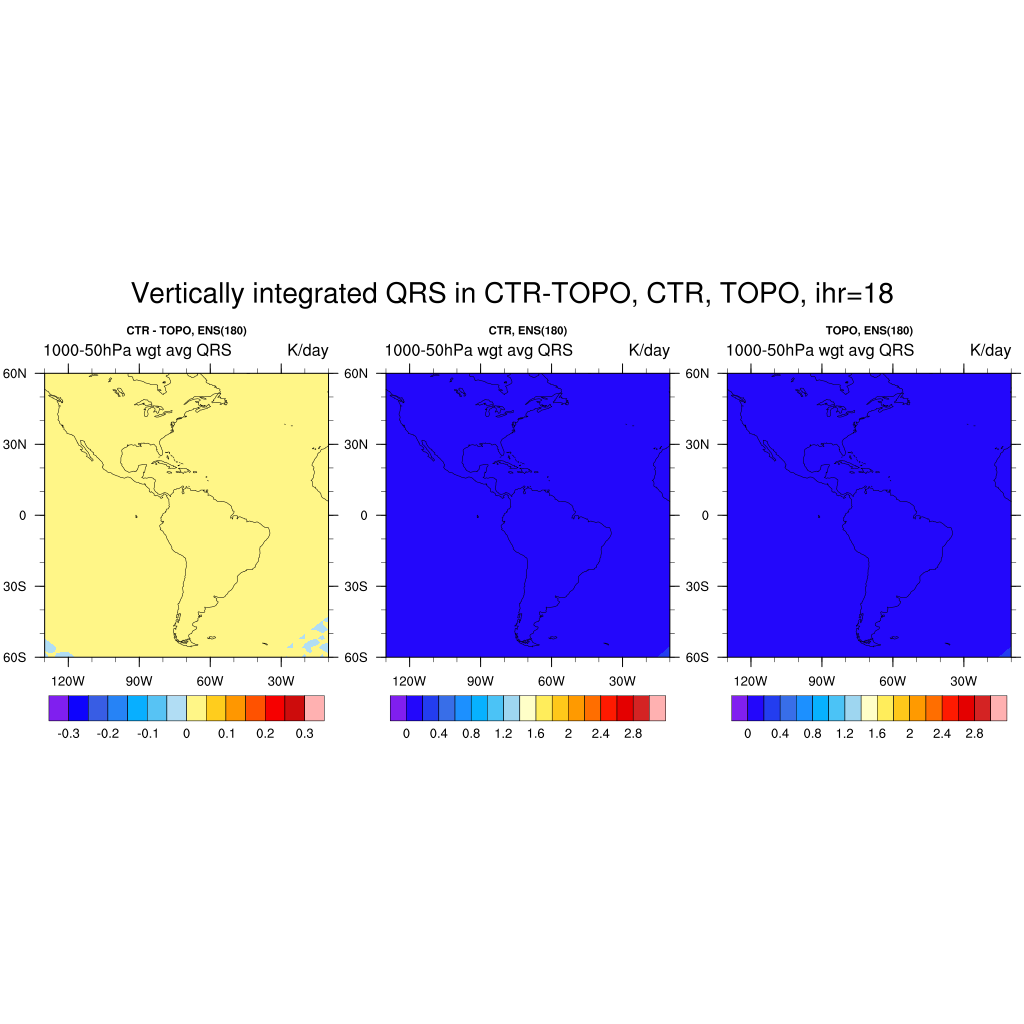 Vertically integrated QRS in CTR-TOPO, CTR, TOPO, ihr=18
CTR - TOPO, ENS(180)
1000-50hPa wgt avg QRS K/day
60N
30N
0
30S
60S
120W 90W 60W 30W
-0.3 -0.2 -0.1 0 0.1 0.2 0.3
CTR, ENS(180)
1000-50hPa wgt avg QRS K/day
60N
30N
0
30S
60S
120W 90W 60W 30W
0 0.4 0.8 1.2 1.6 2 2.4 2.8
TOPO, ENS(180)
1000-50hPa wgt avg QRS K/day
60N
30N
0
30S
60S
120W 90W 60W 30W
0 0.4 0.8 1.2 1.6 2 2.4 2.8